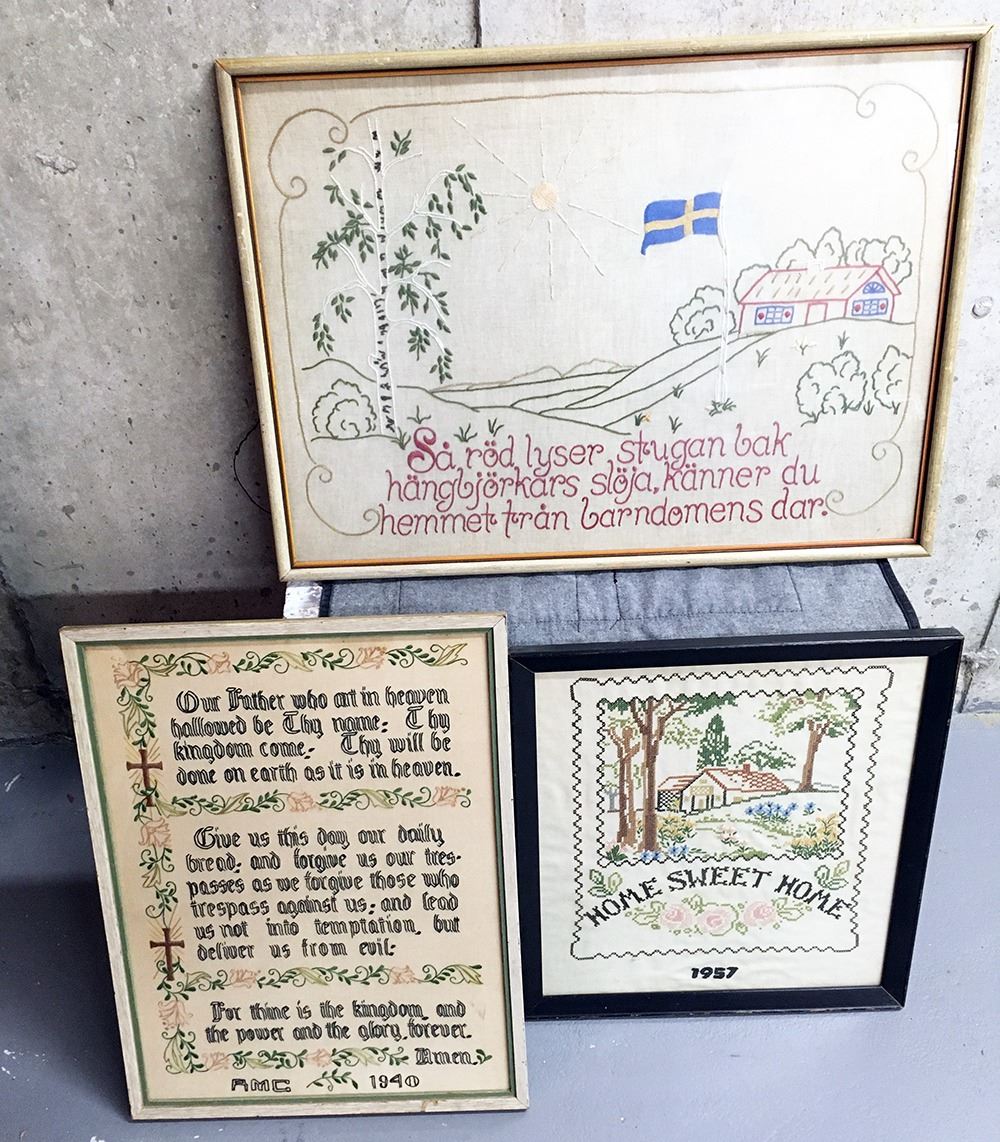 Så röd lyser stugan bak
hängbjörkars slöja, känner du
hemmet från barndomens dar.
Our Father who art in heaven
hallowed be Thy name: Thy
kingdom come: Thy will be
done on earth as it is in heaven.
Give us this day our daily
bread: and forgive us our tres-
passes as we forgive those who
trespass against us: and lead
us not into temptation, but
deliver us from evil:
For thine is the kingdom and
the power and the glory, forever.
Amen.
AMC 1940
HOME SWEET HOME
1957